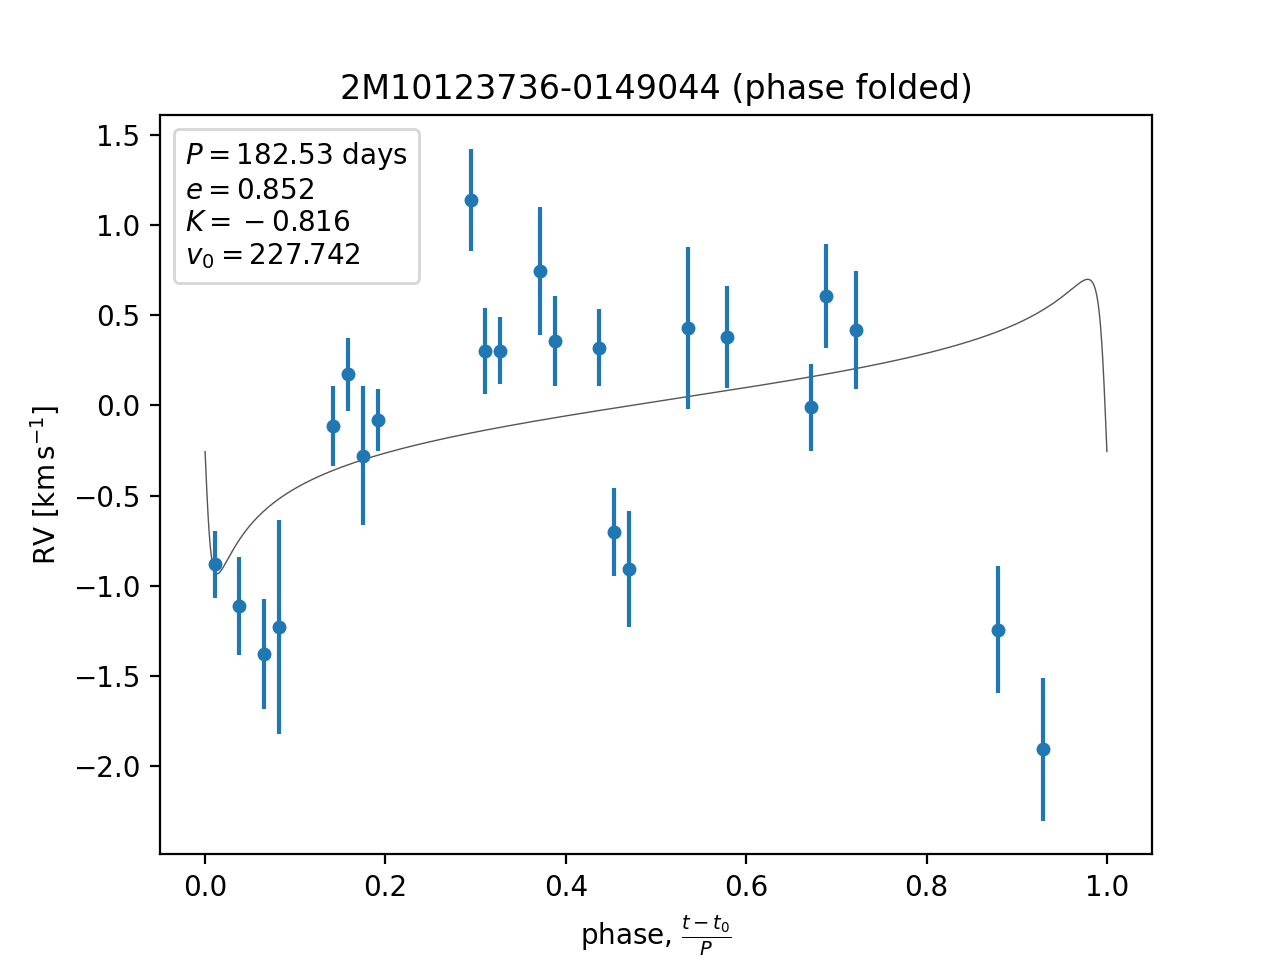 2M10123736-0149044 (phase folded)
P = 182.53 days
e = 0.852
K = −0.816
v₀ = 227.742
1.5
1.0
0.5
0.0
−0.5
−1.0
−1.5
−2.0
RV [km s⁻¹]
0.0 0.2 0.4 0.6 0.8 1.0
phase, (t − t₀)/P